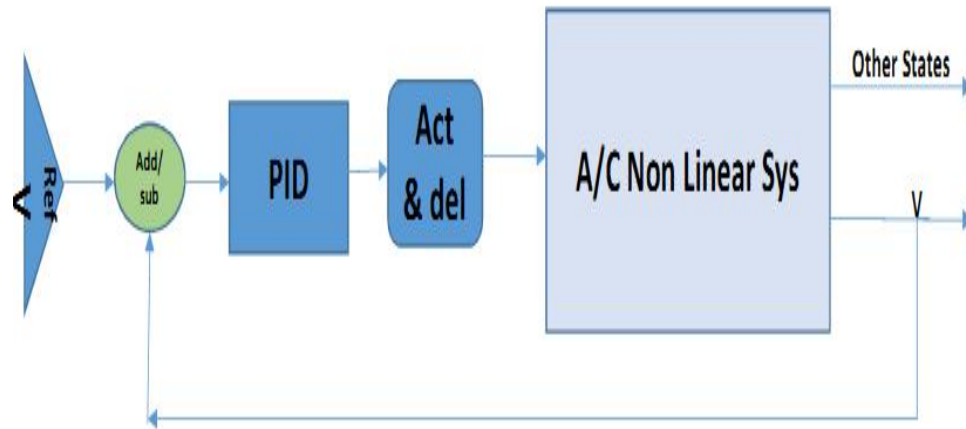 Ref
V
Add/
sub
PID
Act
& del
A/C Non Linear Sys
Other States
V